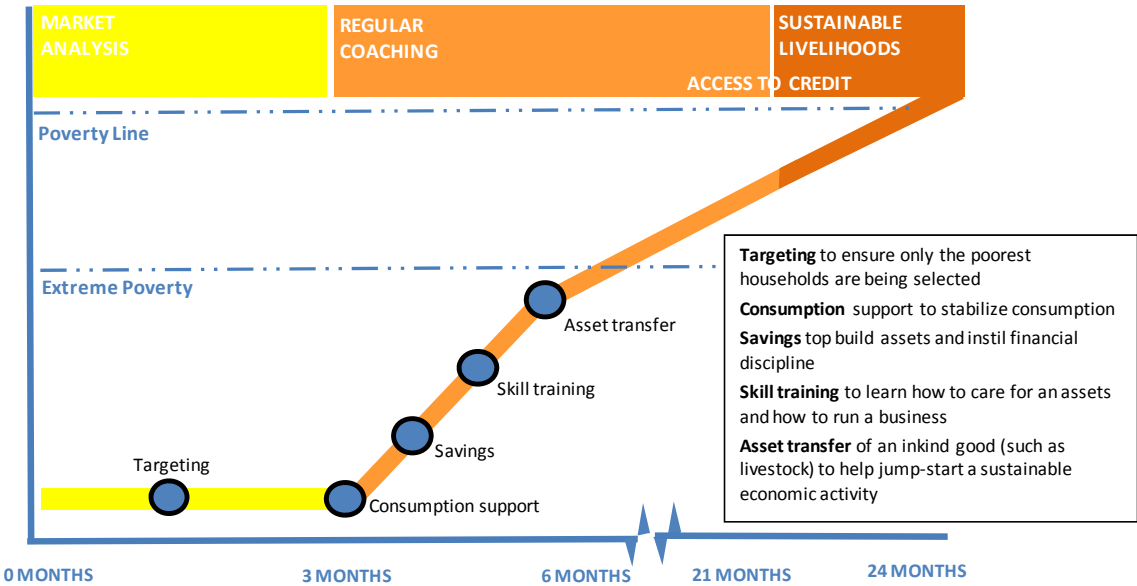 MARKET
ANALYSIS
REGULAR
COACHING
SUSTAINABLE
LIVELIHOODS
ACCESS TO CREDIT
Poverty Line
Extreme Poverty
Targeting
Consumption support
Savings
Skill training
Asset transfer
Targeting to ensure only the poorest
households are being selected
Consumption support to stabilize consumption
Savings top build assets and instil financial
discipline
Skill training to learn how to care for an assets
and how to run a business
Asset transfer of an inkind good (such as
livestock) to help jump-start a sustainable
economic activity
0 MONTHS
3 MONTHS
6 MONTHS
21 MONTHS
24 MONTHS